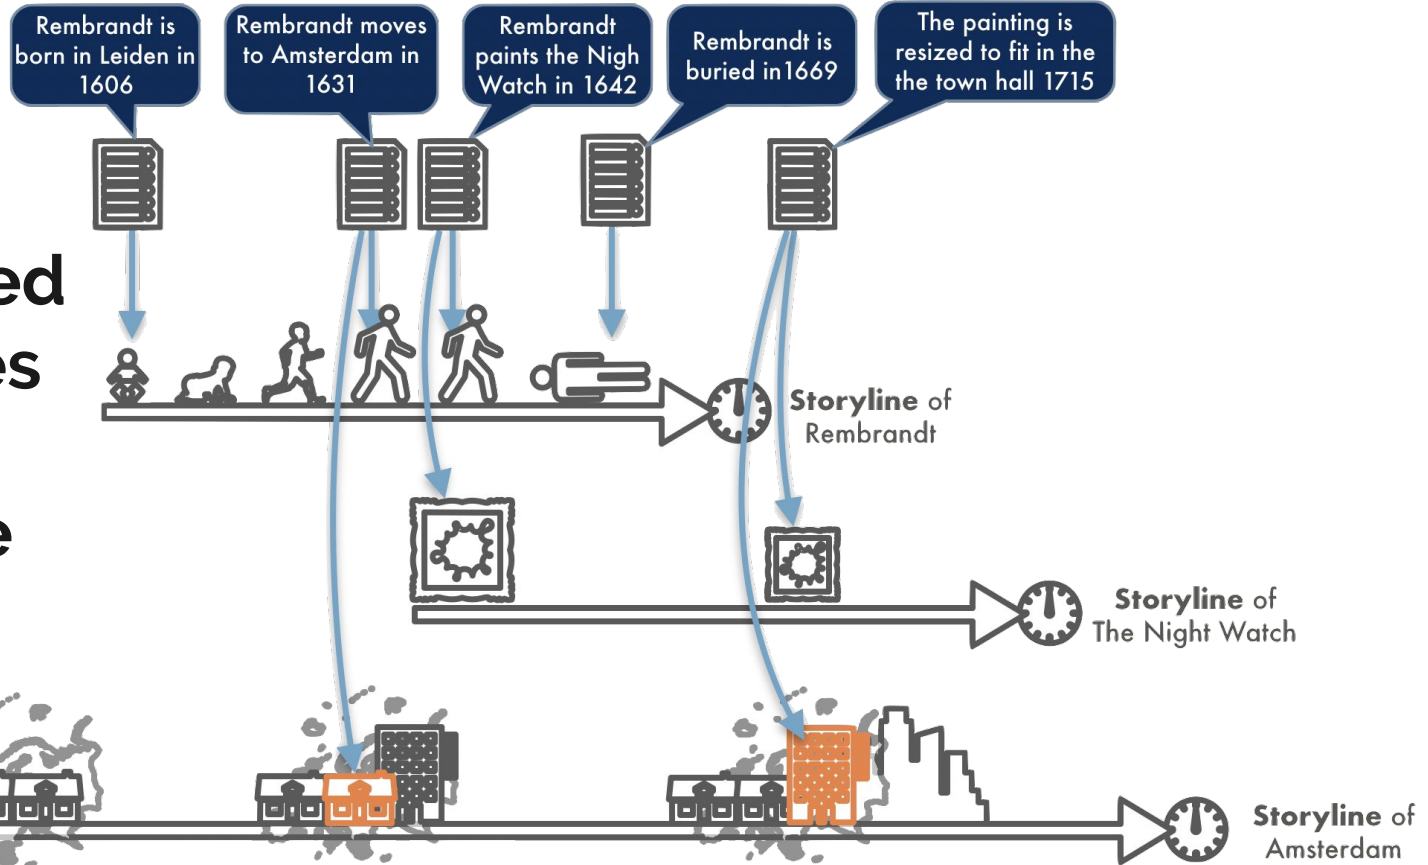 Rembrandt is
born in Leiden in
1606
Rembrandt moves
to Amsterdam in
1631
Rembrandt
paints the Nigh
Watch in 1642
Rembrandt is
buried in1669
The painting is
resized to fit in the
the town hall 1715
ed
es
e
Storyline of
Rembrandt
Storyline of
The Night Watch
Storyline of
Amsterdam